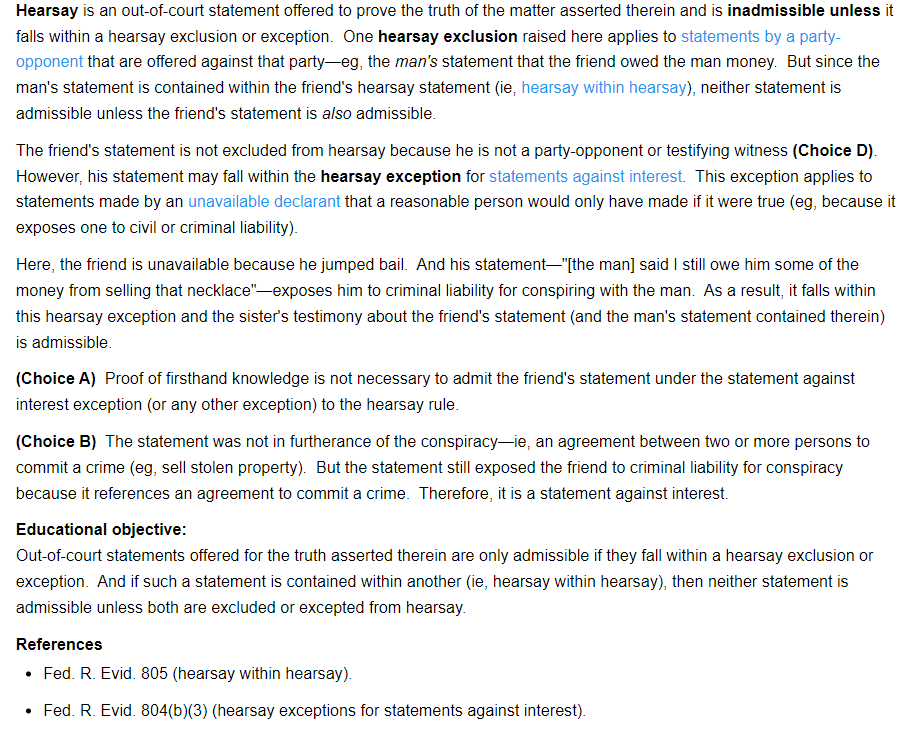 Hearsay is an out-of-court statement offered to prove the truth of the matter asserted therein and is inadmissible unless it
falls within a hearsay exclusion or exception.  One hearsay exclusion raised here applies to statements by a party-
opponent that are offered against that party—eg, the man's statement that the friend owed the man money.  But since the
man's statement is contained within the friend's hearsay statement (ie, hearsay within hearsay), neither statement is
admissible unless the friend's statement is also admissible.
The friend's statement is not excluded from hearsay because he is not a party-opponent or testifying witness (Choice D).
However, his statement may fall within the hearsay exception for statements against interest.  This exception applies to
statements made by an unavailable declarant that a reasonable person would only have made if it were true (eg, because it
exposes one to civil or criminal liability).
Here, the friend is unavailable because he jumped bail.  And his statement—"[the man] said I still owe him some of the
money from selling that necklace"—exposes him to criminal liability for conspiring with the man.  As a result, it falls within
this hearsay exception and the sister's testimony about the friend's statement (and the man's statement contained therein)
is admissible.
(Choice A)  Proof of firsthand knowledge is not necessary to admit the friend's statement under the statement against
interest exception (or any other exception) to the hearsay rule.
(Choice B)  The statement was not in furtherance of the conspiracy—ie, an agreement between two or more persons to
commit a crime (eg, sell stolen property).  But the statement still exposed the friend to criminal liability for conspiracy
because it references an agreement to commit a crime.  Therefore, it is a statement against interest.
Educational objective:
Out-of-court statements offered for the truth asserted therein are only admissible if they fall within a hearsay exclusion or
exception.  And if such a statement is contained within another (ie, hearsay within hearsay), then neither statement is
admissible unless both are excluded or excepted from hearsay.
References
• Fed. R. Evid. 805 (hearsay within hearsay).
• Fed. R. Evid. 804(b)(3) (hearsay exceptions for statements against interest).